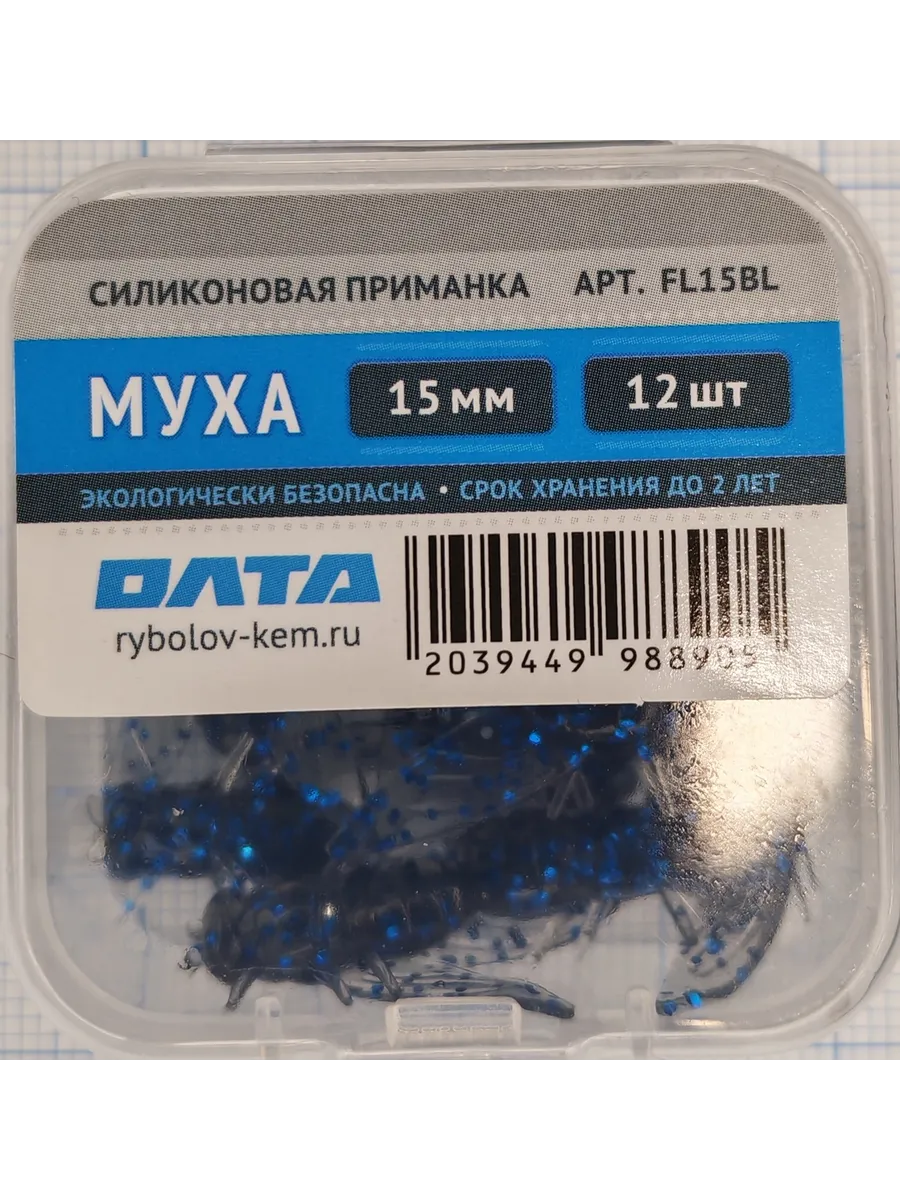 СИЛИКОНОВАЯ ПРИМАНКА АРТ. FL15BL
МУХА 15 мм 12 шт
ЭКОЛОГИЧЕСКИ БЕЗОПАСНА • СРОК ХРАНЕНИЯ ДО 2 ЛЕТ
ОЛТА
rybolov-kem.ru
2039449 988905